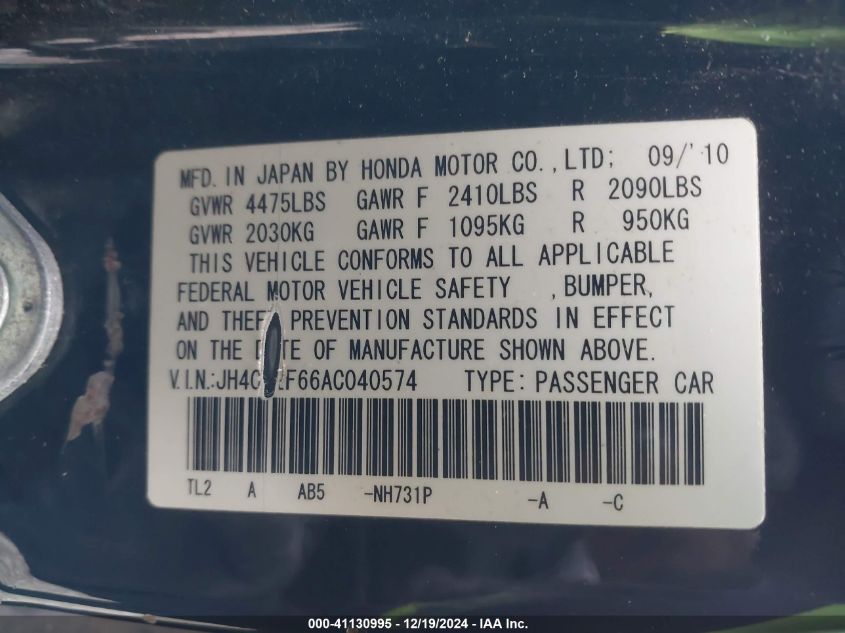 MFD. IN JAPAN BY HONDA MOTOR CO., LTD; 09/'10
GVWR 4475LBS GAWR F 2410LBS R 2090LBS
GVWR 2030KG GAWR F 1095KG R 950KG
THIS VEHICLE CONFORMS TO ALL APPLICABLE
FEDERAL MOTOR VEHICLE SAFETY , BUMPER,
AND THEFT PREVENTION STANDARDS IN EFFECT
ON THE DATE OF MANUFACTURE SHOWN ABOVE.
V.I.N.: TYPE: PASSENGER CAR
TL2 A AB5 -NH731P -A -C
000-41130995 - 12/19/2024 - IAA Inc.